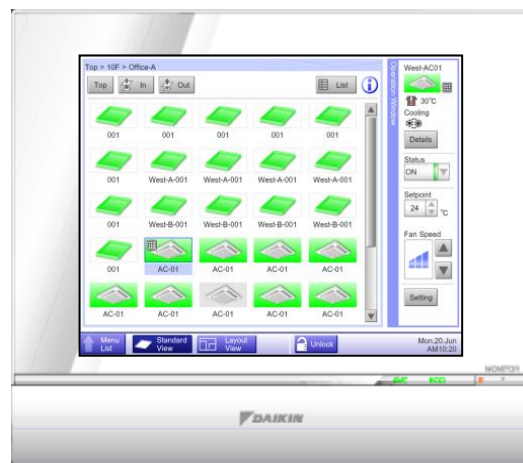 Top > 10F > Office-A
Top In Out List
001 001 001 001 001
001 West-A-001 West-A-001 West-A-001 West-A-001
001 West-B-001 West-B-001 West-B-001 West-B-001
001 AC-01 AC-01 AC-01 AC-01
AC-01 AC-01 AC-01 AC-01 AC-01
Operation Window
West-AC01
30°C
Cooling
Details
Status
ON
Setpoint
24 °C
Fan Speed
Setting
Menu List
Standard View
Layout View
Unlock
Mon.20 Jun
AM10:20
MONITOR
DAIKIN